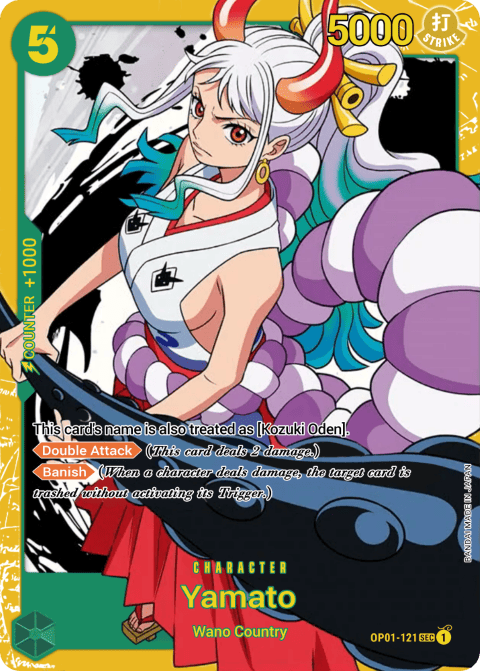 5
5000
打
STRIKE
COUNTER +1000
This card's name is also treated as [Kozuki Oden].
Double Attack (This card deals 2 damage.)
Banish (When a character deals damage, the target card is
trashed without activating its Trigger.)
BANDAI MADE IN JAPAN
CHARACTER
Yamato
Wano Country
OP01-121 SEC 1